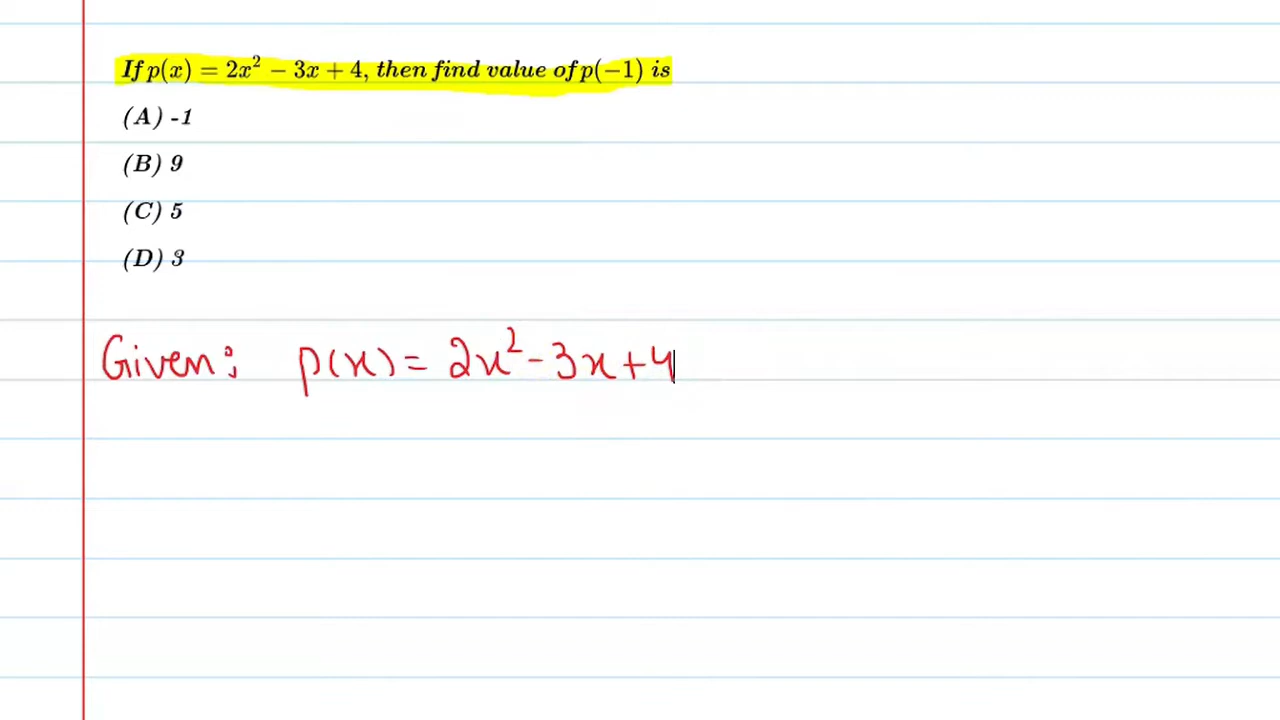 If p(x) = 2x² − 3x + 4, then find value of p(−1) is
(A) -1
(B) 9
(C) 5
(D) 3
Given: p(x) = 2x² - 3x + 4